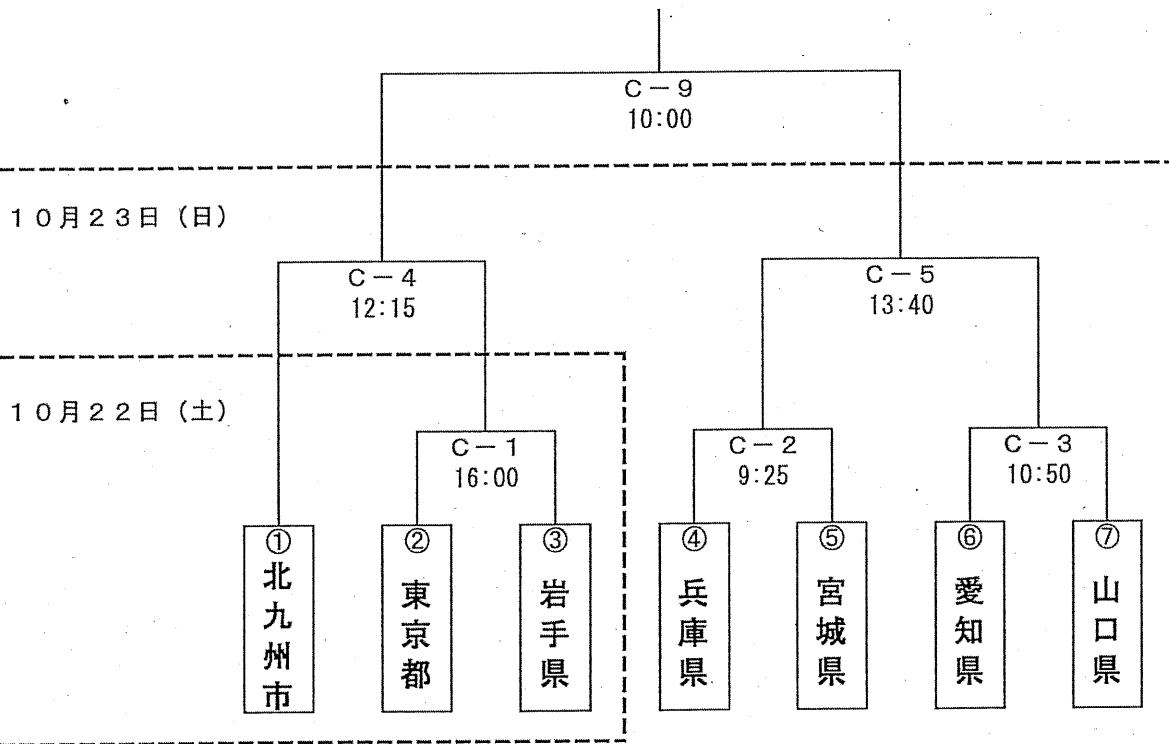 C－9
10:00
10月23日（日）
C－4
12:15
C－5
13:40
10月22日（土）
C－1
16:00
C－2
9:25
C－3
10:50
①北九州市
②東京都
③岩手県
④兵庫県
⑤宮城県
⑥愛知県
⑦山口県